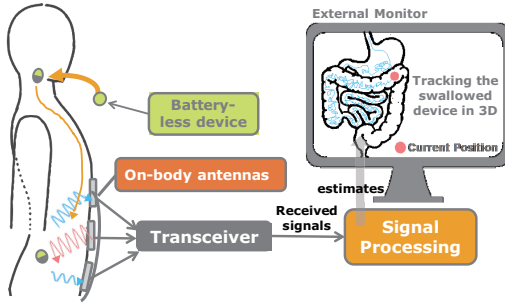 External Monitor
Tracking the
swallowed
device in 3D
Current Position
Battery-
less device
On-body antennas
estimates
Received
signals
Transceiver
Signal
Processing